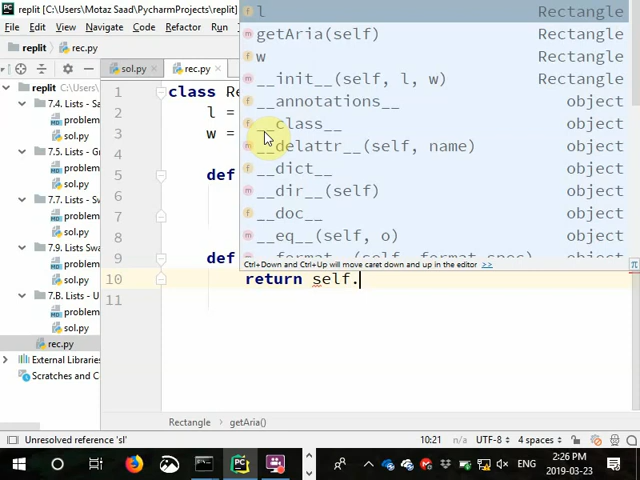 replit [C:\Users\Motaz Saad\PycharmProjects\replit]
File Edit View Navigate Code Refactor
replit rec.py
sol.py rec.py
replit
7.4. Lists - Sa
problem
sol.py
7.5. Lists - G
problem
sol.py
7.7. Lists -
problem
sol.py
7.9. Lists Swa
problem
sol.py
7.B. Lists - U
problem
sol.py
rec.py
External Libraries
Scratches and C
1 class Re
2 l =
3 w =
4
5 def
6
7
8
9 def
10 return self.
11
l Rectangle
getAria(self) Rectangle
w Rectangle
__init__(self, l, w) Rectangle
__annotations__ object
__class__ object
__delattr__(self, name) object
__dict__ object
__dir__(self) object
__doc__ object
__eq__(self, o) object
__format__(self, format_spec) object
Ctrl+Down and Ctrl+Up will move caret down and up in the editor >>
Rectangle getAria()
Unresolved reference 'sl' 10:21 n/a UTF-8 4 spaces
ENG 2:26 PM
2019-03-23